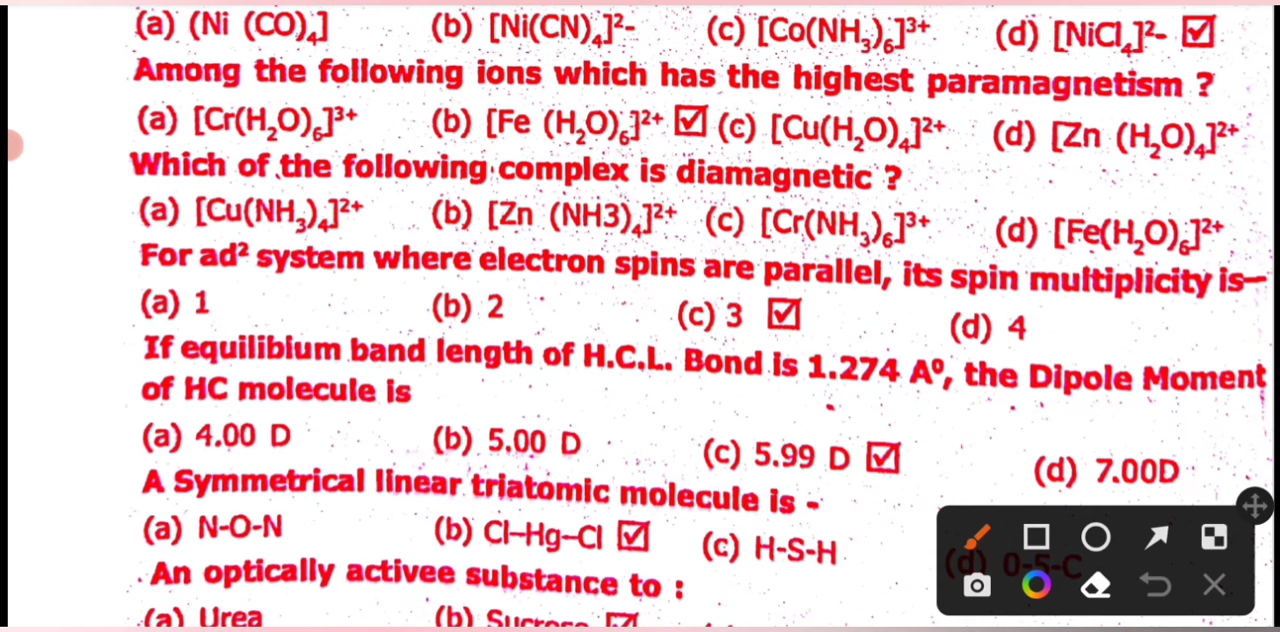 (a) (Ni (CO)₄] (b) [Ni(CN)₄]²- (c) [Co(NH₃)₆]³⁺ (d) [NiCl₄]²- ☑
Among the following ions which has the highest paramagnetism ?
(a) [Cr(H₂O)₆]³⁺ (b) [Fe (H₂O)₆]²⁺ ☑ (c) [Cu(H₂O)₄]²⁺ (d) [Zn (H₂O)₄]²⁺
Which of the following complex is diamagnetic ?
(a) [Cu(NH₃)₄]²⁺ (b) [Zn (NH3)₄]²⁺ (c) [Cr(NH₃)₆]³⁺ (d) [Fe(H₂O)₆]²⁺
For ad² system where electron spins are parallel, its spin multiplicity is—
(a) 1 (b) 2 (c) 3 ☑ (d) 4
If equilibium band length of H.C.L. Bond is 1.274 A⁰, the Dipole Moment
of HC molecule is
(a) 4.00 D (b) 5.00 D (c) 5.99 D ☑ (d) 7.00D
A Symmetrical linear triatomic molecule is -
(a) N-O-N (b) Cl–Hg–Cl ☑ (c) H-S-H (d) 0-5-C
An optically activee substance to :
(a) Urea (b) Sucrose ☑